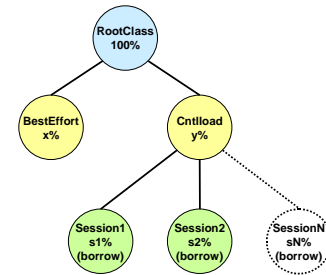 RootClass
100%
BestEffort
x%
Cntlload
y%
Session1
s1%
(borrow)
Session2
s2%
(borrow)
SessionN
sN%
(borrow)